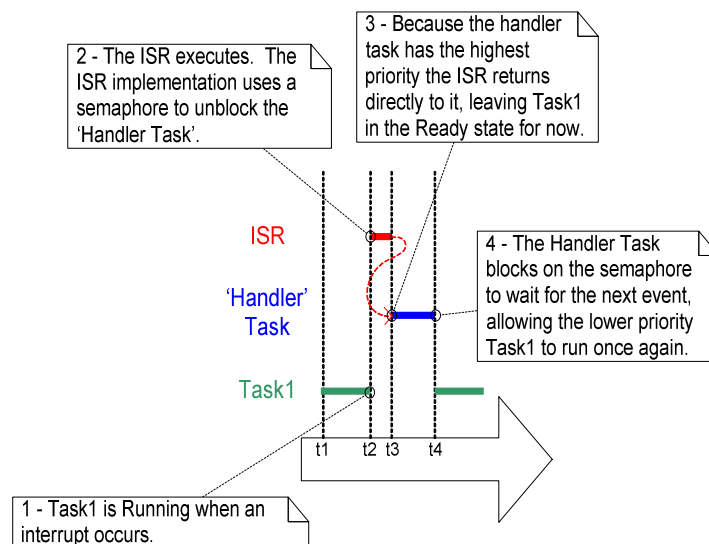 2 - The ISR executes.  The
ISR implementation uses a
semaphore to unblock the
‘Handler Task’.
3 - Because the handler
task has the highest
priority the ISR returns
directly to it, leaving Task1
in the Ready state for now.
ISR
‘Handler’
Task
4 - The Handler Task
blocks on the semaphore
to wait for the next event,
allowing the lower priority
Task1 to run once again.
Task1
t1 t2 t3 t4
1 - Task1 is Running when an
interrupt occurs.